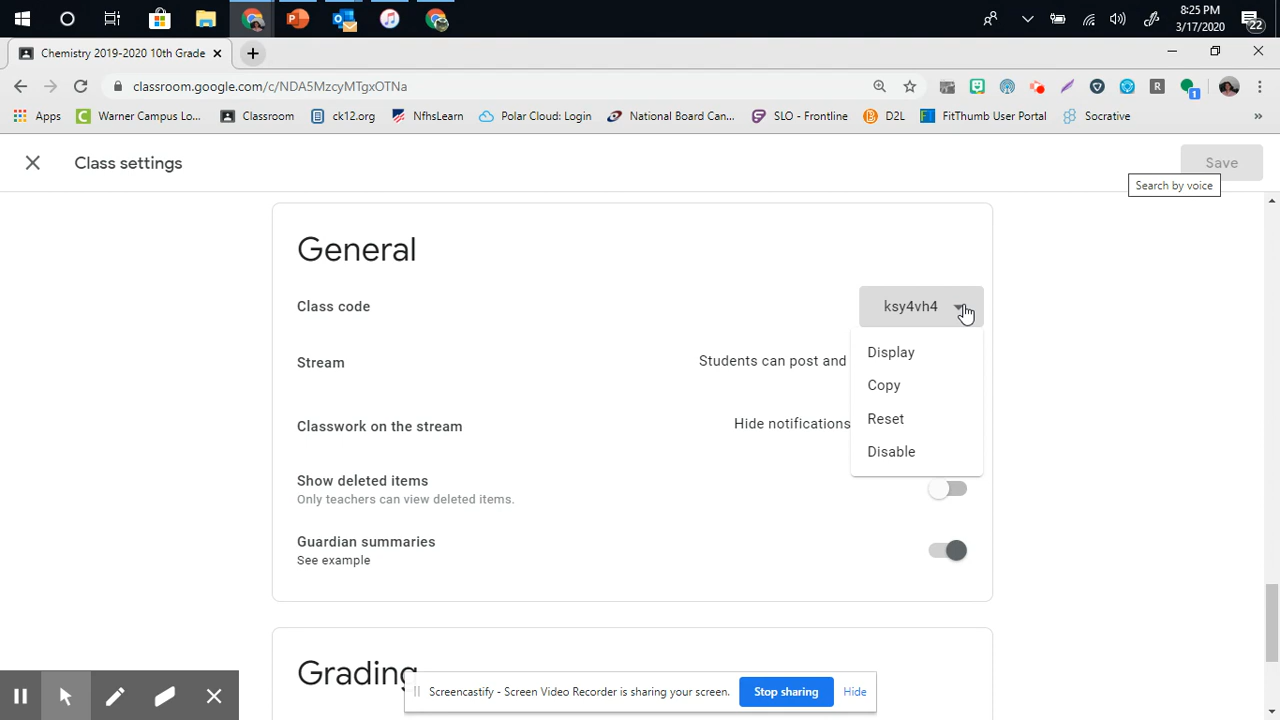 8:25 PM
3/17/2020
22
Chemistry 2019-2020 10th Grade
classroom.google.com/c/NDA5MzcyMTgxOTNa
R
1
Apps
Warner Campus Lo...
Classroom
ck12.org
NfhsLearn
Polar Cloud: Login
National Board Can...
SLO - Frontline
D2L
FitThumb User Portal
Socrative
»
Class settings
Save
Search by voice
General
Class code
ksy4vh4
Display
Stream
Students can post and
Copy
Reset
Classwork on the stream
Hide notifications
Disable
Show deleted items
Only teachers can view deleted items.
Guardian summaries
See example
Grading
Screencastify - Screen Video Recorder is sharing your screen.
Stop sharing
Hide